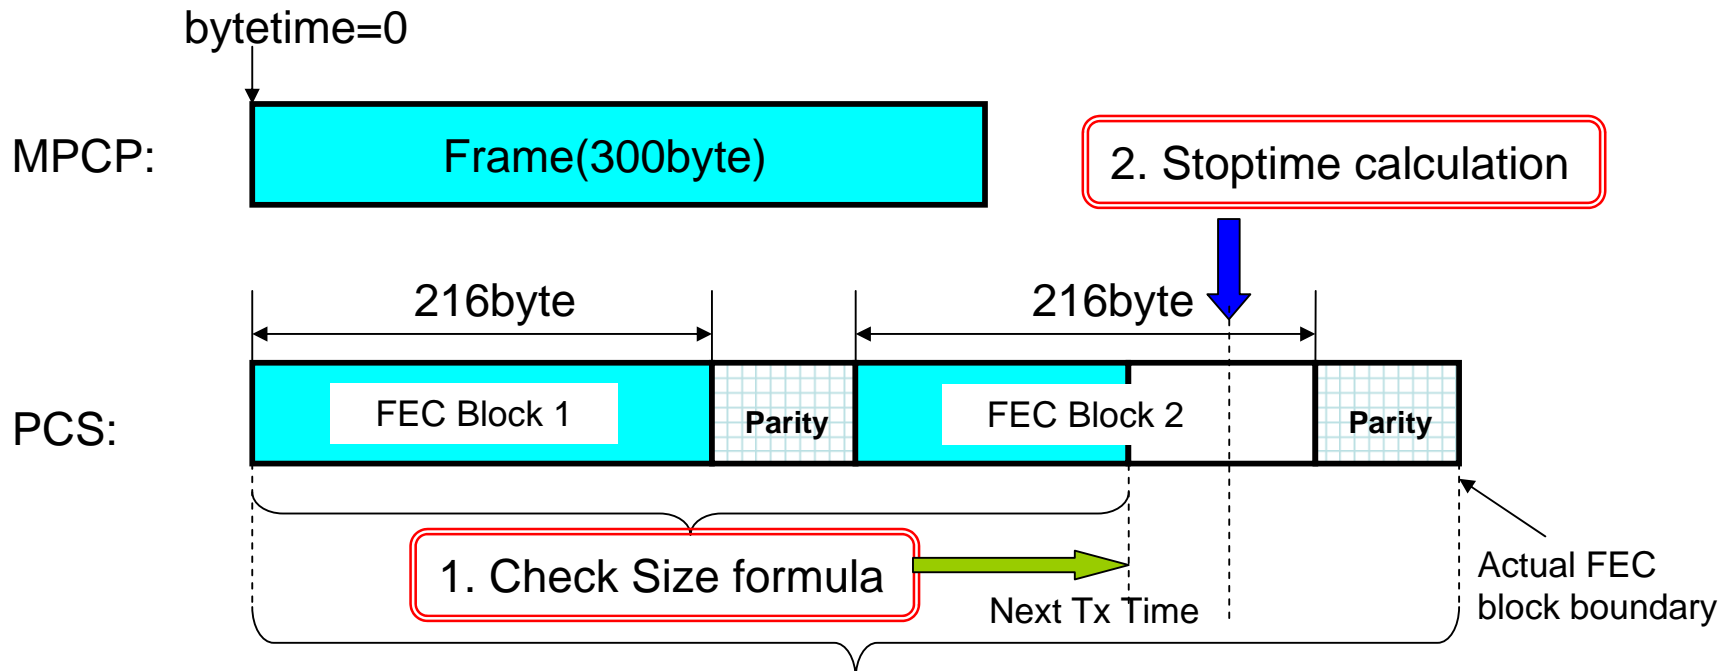 bytetime=0
MPCP:
Frame(300byte)
2. Stoptime calculation
216byte
216byte
PCS:
FEC Block 1
Parity
FEC Block 2
Parity
1. Check Size formula
Next Tx Time
Actual FEC
block boundary